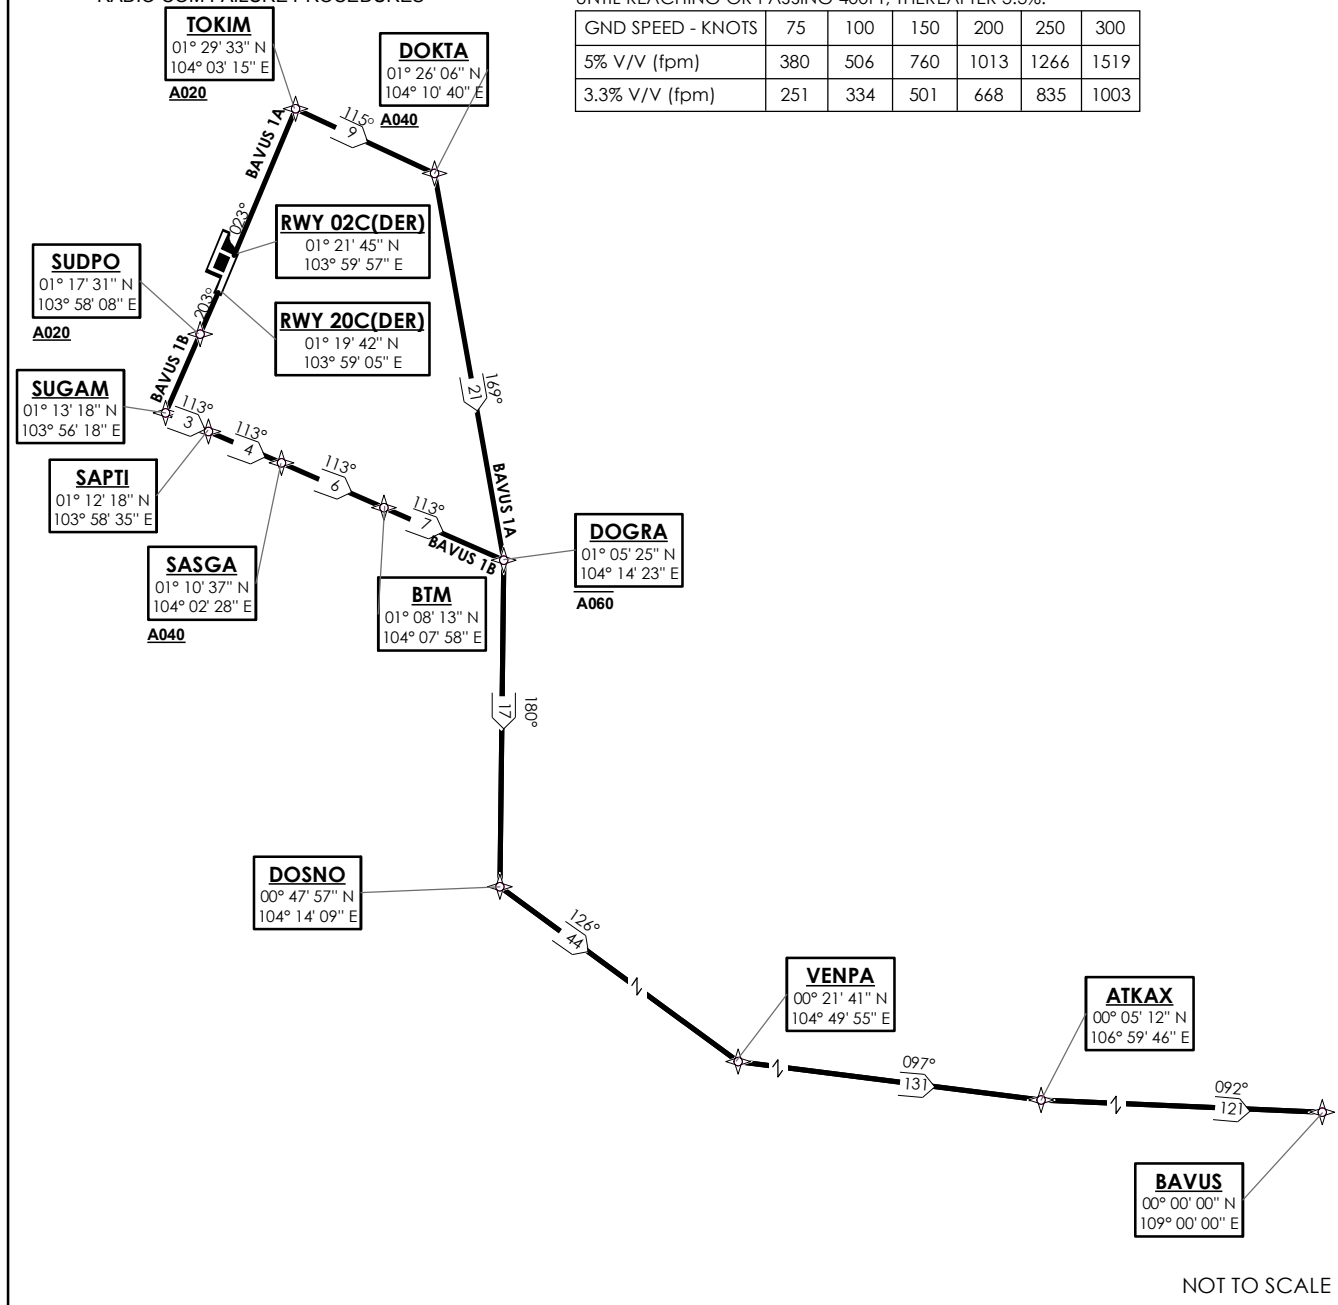 RADIO COM FAILURE PROCEDURES
UNTIL REACHING OR PASSING 400FT, THEREAFTER 3.3%.
GND SPEED - KNOTS 75 100 150 200 250 300
5% V/V (fpm) 380 506 760 1013 1266 1519
3.3% V/V (fpm) 251 334 501 668 835 1003
TOKIM
01° 29' 33" N
104° 03' 15" E
A020
DOKTA
01° 26' 06" N
104° 10' 40" E
A040
115°
9
BAVUS 1A
023°
RWY 02C(DER)
01° 21' 45" N
103° 59' 57" E
SUDPO
01° 17' 31" N
103° 58' 08" E
A020
203°
RWY 20C(DER)
01° 19' 42" N
103° 59' 05" E
BAVUS 1B
SUGAM
01° 13' 18" N
103° 56' 18" E
113°
3
113°
4
113°
6
113°
7
BAVUS 1B
169°
21
BAVUS 1A
SAPTI
01° 12' 18" N
103° 58' 35" E
SASGA
01° 10' 37" N
104° 02' 28" E
A040
BTM
01° 08' 13" N
104° 07' 58" E
DOGRA
01° 05' 25" N
104° 14' 23" E
A060
180°
17
DOSNO
00° 47' 57" N
104° 14' 09" E
126°
44
VENPA
00° 21' 41" N
104° 49' 55" E
097°
131
ATKAX
00° 05' 12" N
106° 59' 46" E
092°
121
BAVUS
00° 00' 00" N
109° 00' 00" E
NOT TO SCALE